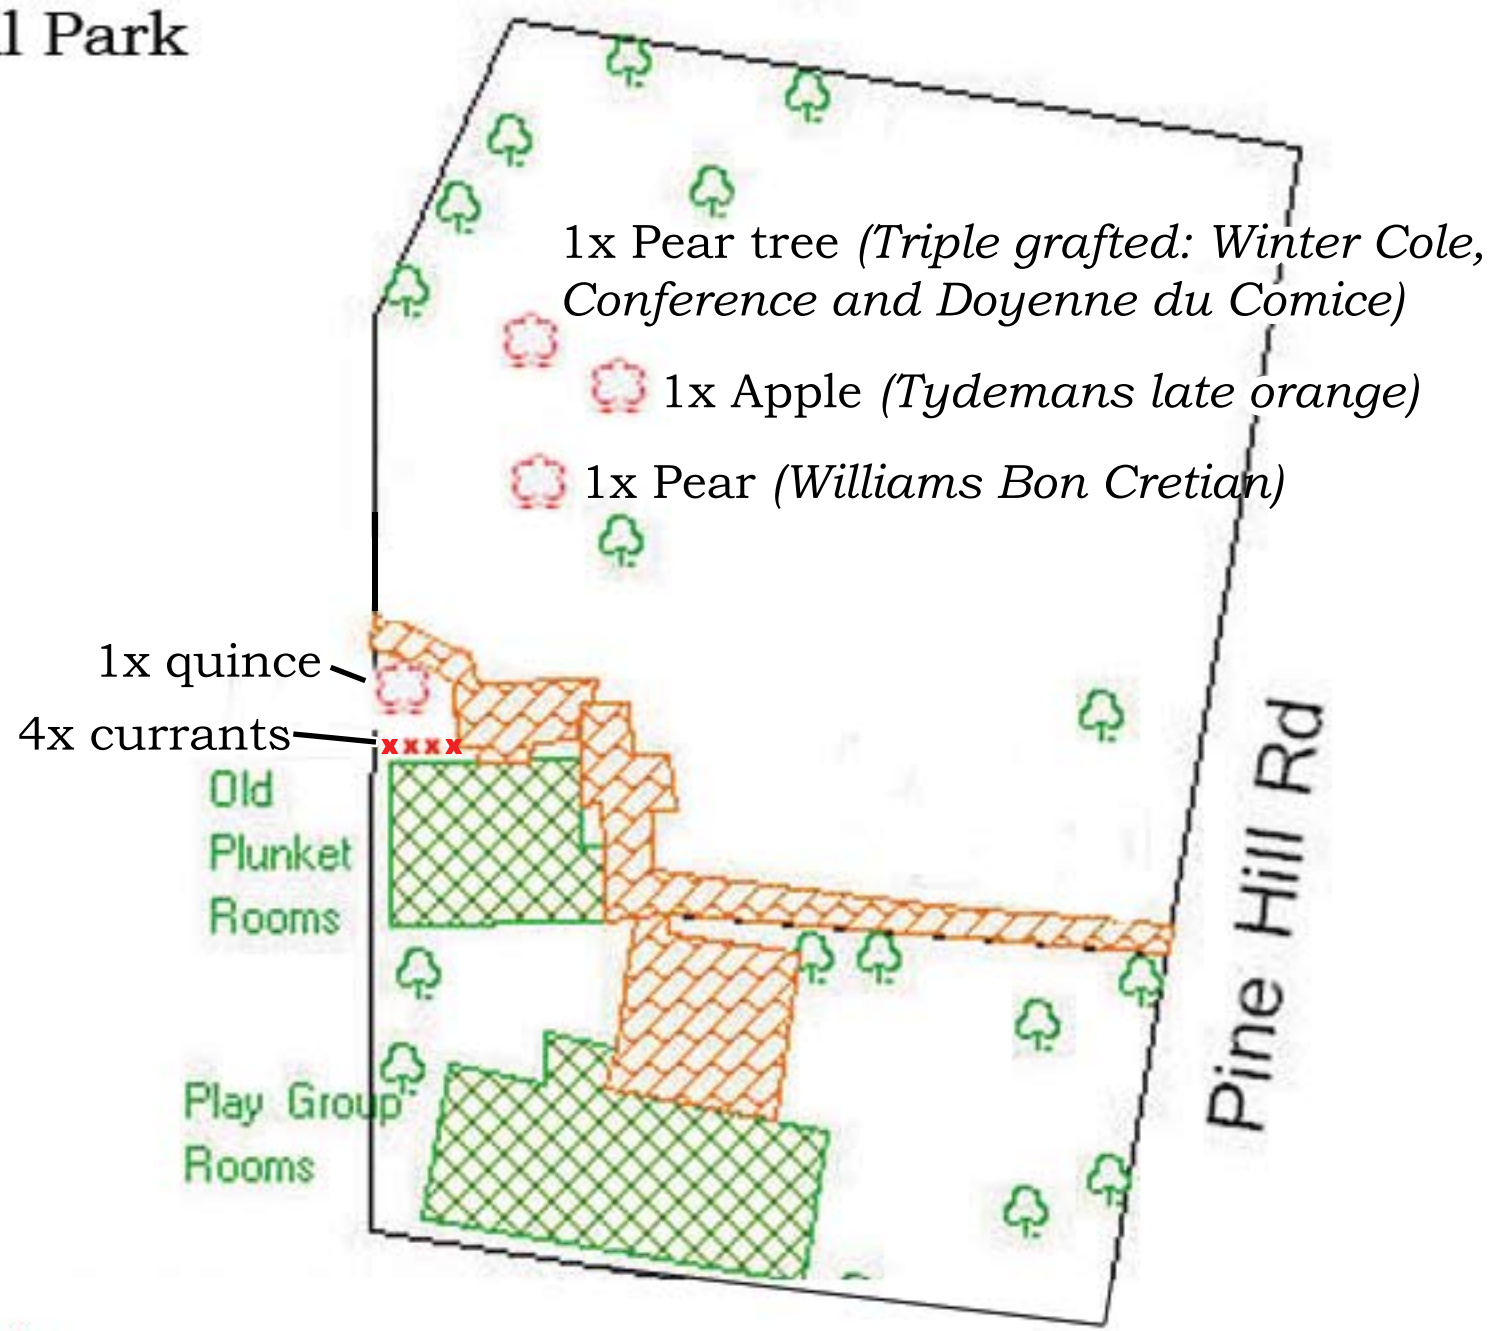 l Park
1x Pear tree (Triple grafted: Winter Cole,
Conference and Doyenne du Comice)
1x Apple (Tydemans late orange)
1x Pear (Williams Bon Cretian)
1x quince
4x currants
x x x x
Old
Plunket
Rooms
Pine Hill Rd
Play Group
Rooms